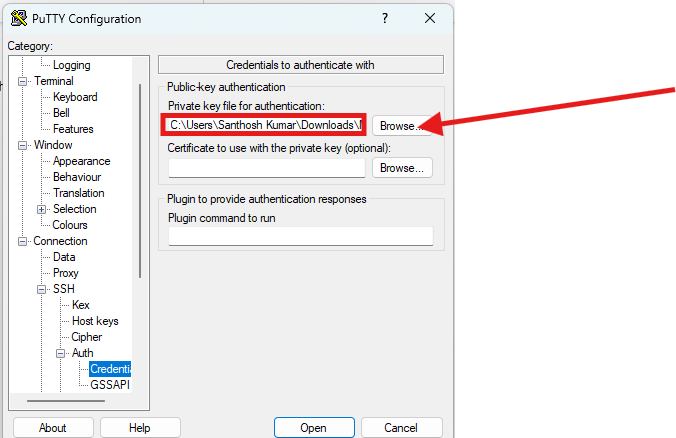 PuTTY Configuration
?
Category:
Logging
Terminal
Keyboard
Bell
Features
Window
Appearance
Behaviour
Translation
Selection
Colours
Connection
Data
Proxy
SSH
Kex
Host keys
Cipher
Auth
Credentia
GSSAPI
Credentials to authenticate with
Public-key authentication
Private key file for authentication:
C:\Users\Santhosh Kumar\Downloads\
Browse...
Certificate to use with the private key (optional):
Browse...
Plugin to provide authentication responses
Plugin command to run
About
Help
Open
Cancel